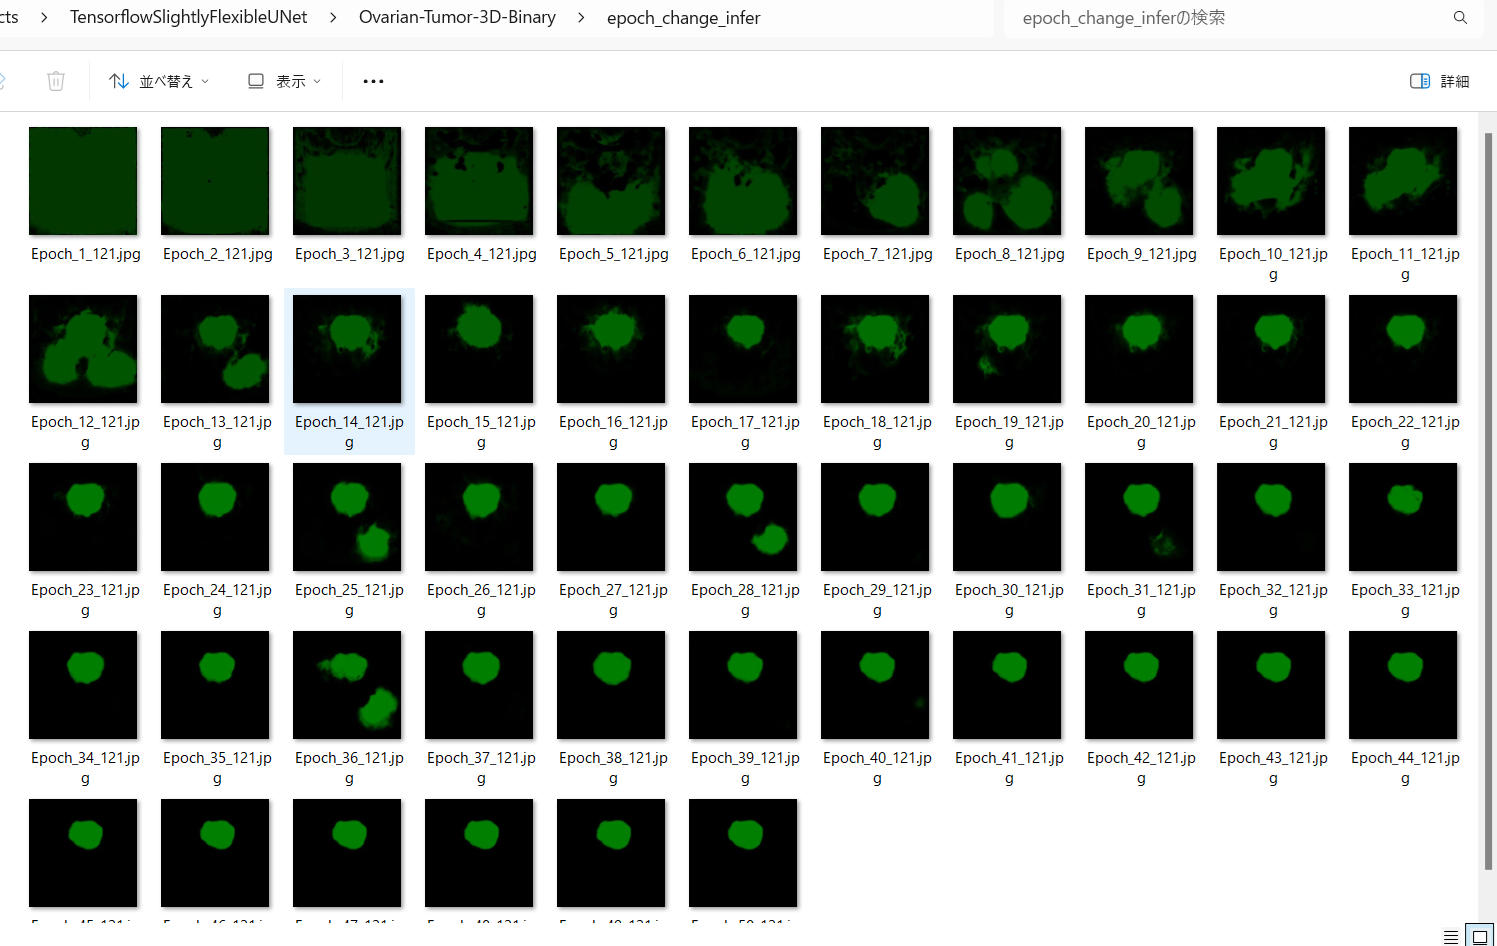 cts > TensorflowSlightlyFlexibleUNet > Ovarian-Tumor-3D-Binary > epoch_change_infer
epoch_change_inferの検索
並べ替え
表示
詳細
Epoch_1_121.jpg
Epoch_2_121.jpg
Epoch_3_121.jpg
Epoch_4_121.jpg
Epoch_5_121.jpg
Epoch_6_121.jpg
Epoch_7_121.jpg
Epoch_8_121.jpg
Epoch_9_121.jpg
Epoch_10_121.jp
g
Epoch_11_121.jp
g
Epoch_12_121.jp
g
Epoch_13_121.jp
g
Epoch_14_121.jp
g
Epoch_15_121.jp
g
Epoch_16_121.jp
g
Epoch_17_121.jp
g
Epoch_18_121.jp
g
Epoch_19_121.jp
g
Epoch_20_121.jp
g
Epoch_21_121.jp
g
Epoch_22_121.jp
g
Epoch_23_121.jp
g
Epoch_24_121.jp
g
Epoch_25_121.jp
g
Epoch_26_121.jp
g
Epoch_27_121.jp
g
Epoch_28_121.jp
g
Epoch_29_121.jp
g
Epoch_30_121.jp
g
Epoch_31_121.jp
g
Epoch_32_121.jp
g
Epoch_33_121.jp
g
Epoch_34_121.jp
g
Epoch_35_121.jp
g
Epoch_36_121.jp
g
Epoch_37_121.jp
g
Epoch_38_121.jp
g
Epoch_39_121.jp
g
Epoch_40_121.jp
g
Epoch_41_121.jp
g
Epoch_42_121.jp
g
Epoch_43_121.jp
g
Epoch_44_121.jp
g